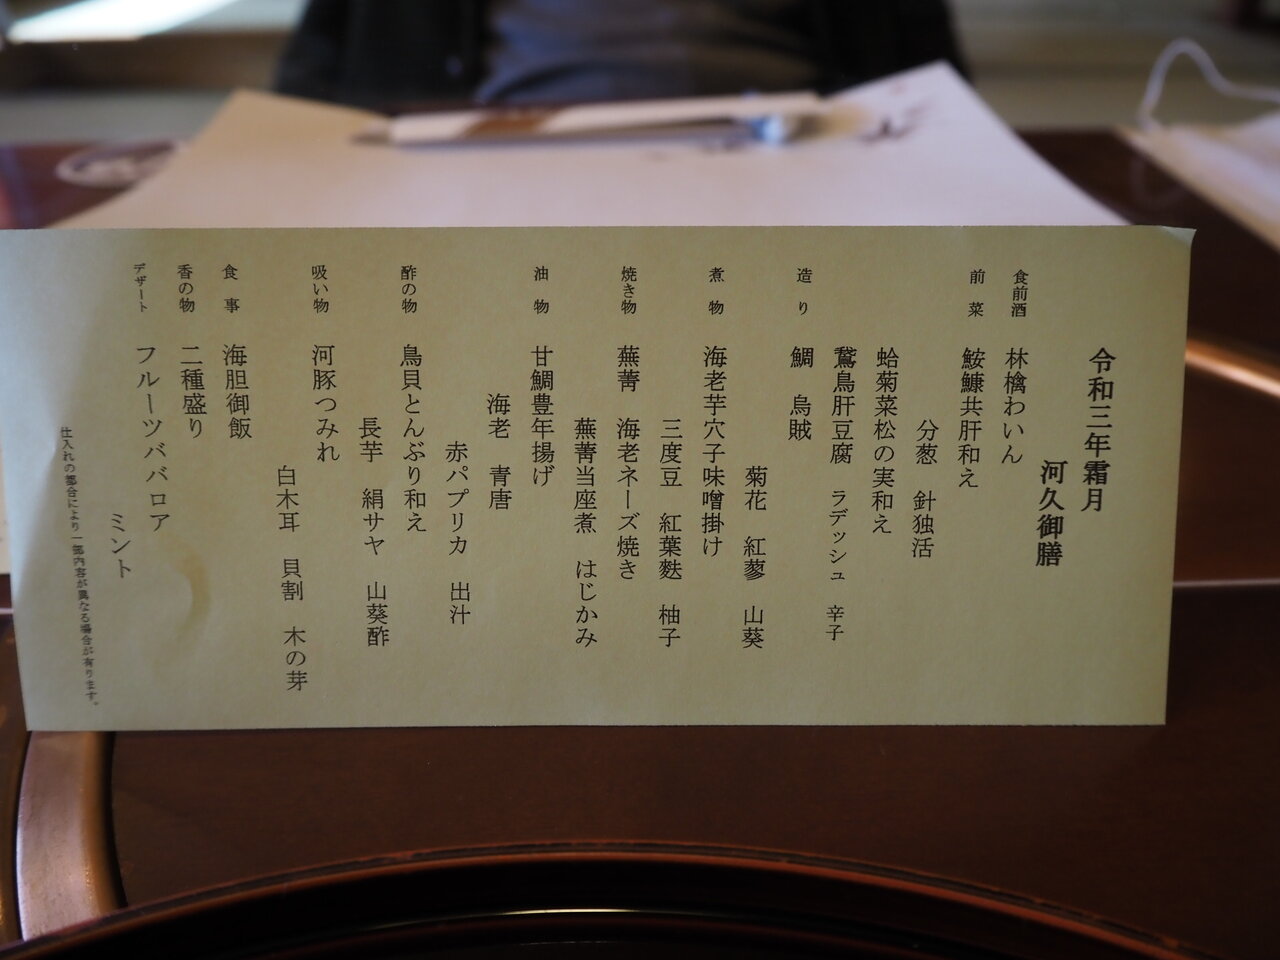 令和三年霜月
河久御膳
食前酒 林檎わいん
前菜 鮟鱇共肝和え
分葱 針独活
蛤菊菜松の実和え
鵞鳥肝豆腐 ラデッシュ 辛子
造り 鯛 烏賊
菊花 紅蓼 山葵
煮物 海老芋穴子味噌掛け
三度豆 紅葉麩 柚子
焼き物 蕪菁 海老ネーズ焼き
蕪菁当座煮 はじかみ
油物 甘鯛豊年揚げ
海老 青唐
赤パプリカ 出汁
酢の物 鳥貝とんぶり和え
長芋 絹サヤ 山葵酢
吸い物 河豚つみれ
白木耳 貝割 木の芽
食事 海胆御飯
香の物 二種盛り
デザート フルーツババロア
ミント
仕入れの都合により一部内容が異なる場合が有ります。